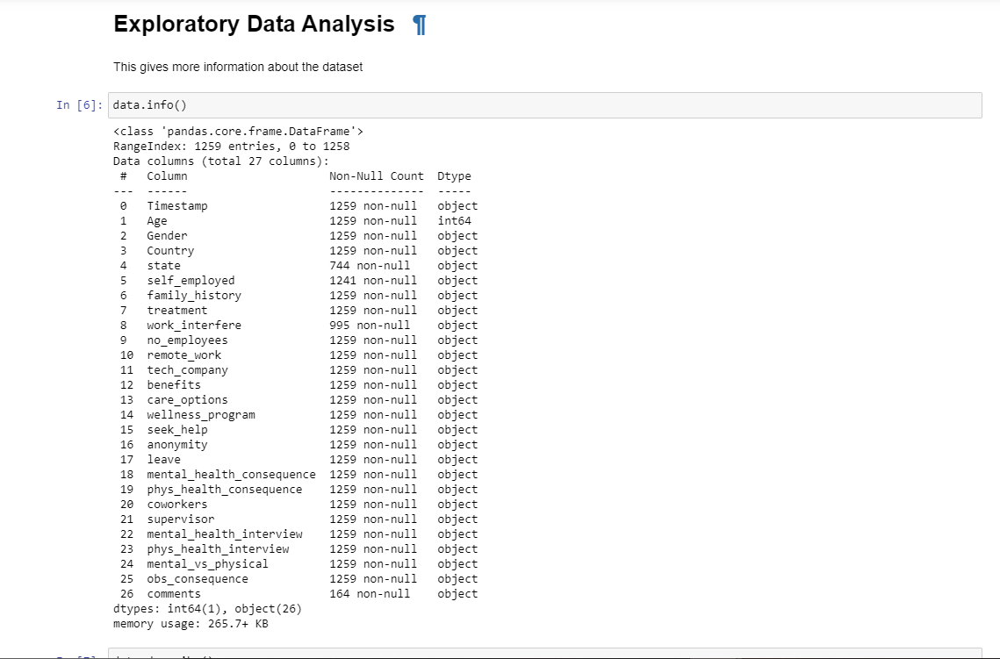 Exploratory Data Analysis ¶
This gives more information about the dataset
In [6]: data.info()
<class 'pandas.core.frame.DataFrame'>
RangeIndex: 1259 entries, 0 to 1258
Data columns (total 27 columns):
 #   Column                     Non-Null Count  Dtype
---  ------                     --------------  -----
 0   Timestamp                  1259 non-null   object
 1   Age                        1259 non-null   int64
 2   Gender                     1259 non-null   object
 3   Country                    1259 non-null   object
 4   state                      744 non-null    object
 5   self_employed              1241 non-null   object
 6   family_history             1259 non-null   object
 7   treatment                  1259 non-null   object
 8   work_interfere             995 non-null    object
 9   no_employees               1259 non-null   object
 10  remote_work                1259 non-null   object
 11  tech_company               1259 non-null   object
 12  benefits                   1259 non-null   object
 13  care_options               1259 non-null   object
 14  wellness_program           1259 non-null   object
 15  seek_help                  1259 non-null   object
 16  anonymity                  1259 non-null   object
 17  leave                      1259 non-null   object
 18  mental_health_consequence  1259 non-null   object
 19  phys_health_consequence    1259 non-null   object
 20  coworkers                  1259 non-null   object
 21  supervisor                 1259 non-null   object
 22  mental_health_interview    1259 non-null   object
 23  phys_health_interview      1259 non-null   object
 24  mental_vs_physical         1259 non-null   object
 25  obs_consequence            1259 non-null   object
 26  comments                   164 non-null    object
dtypes: int64(1), object(26)
memory usage: 265.7+ KB